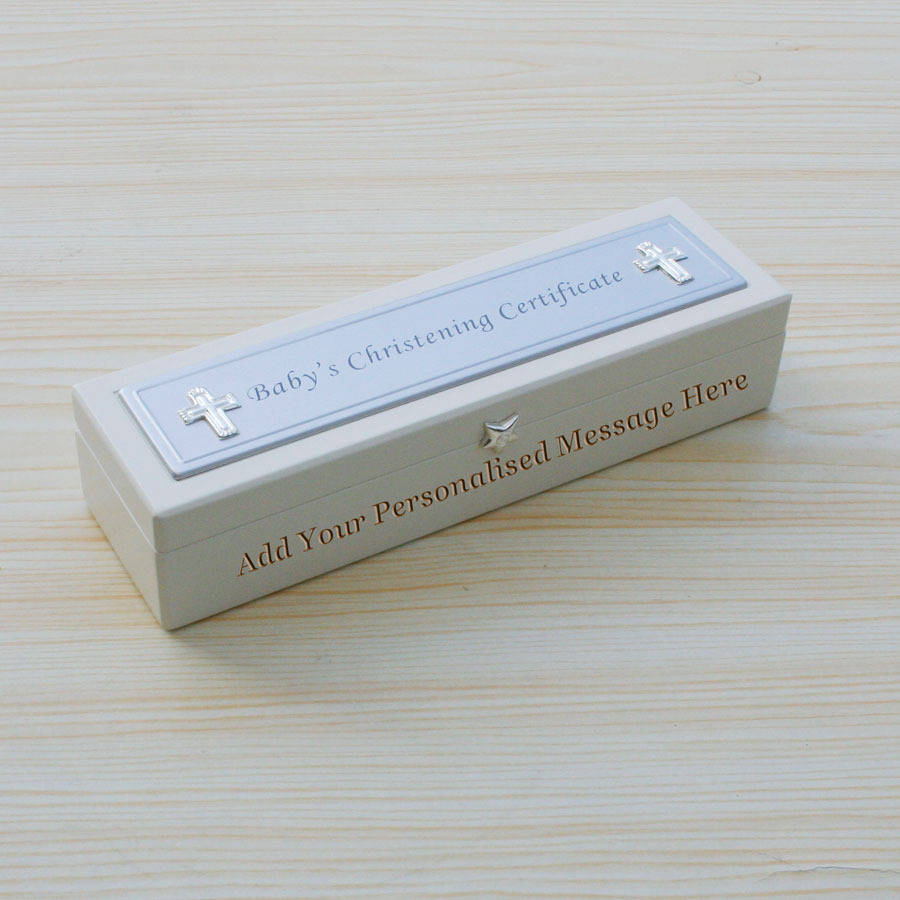 Baby's Christening Certificate
Add Your Personalised Message Here